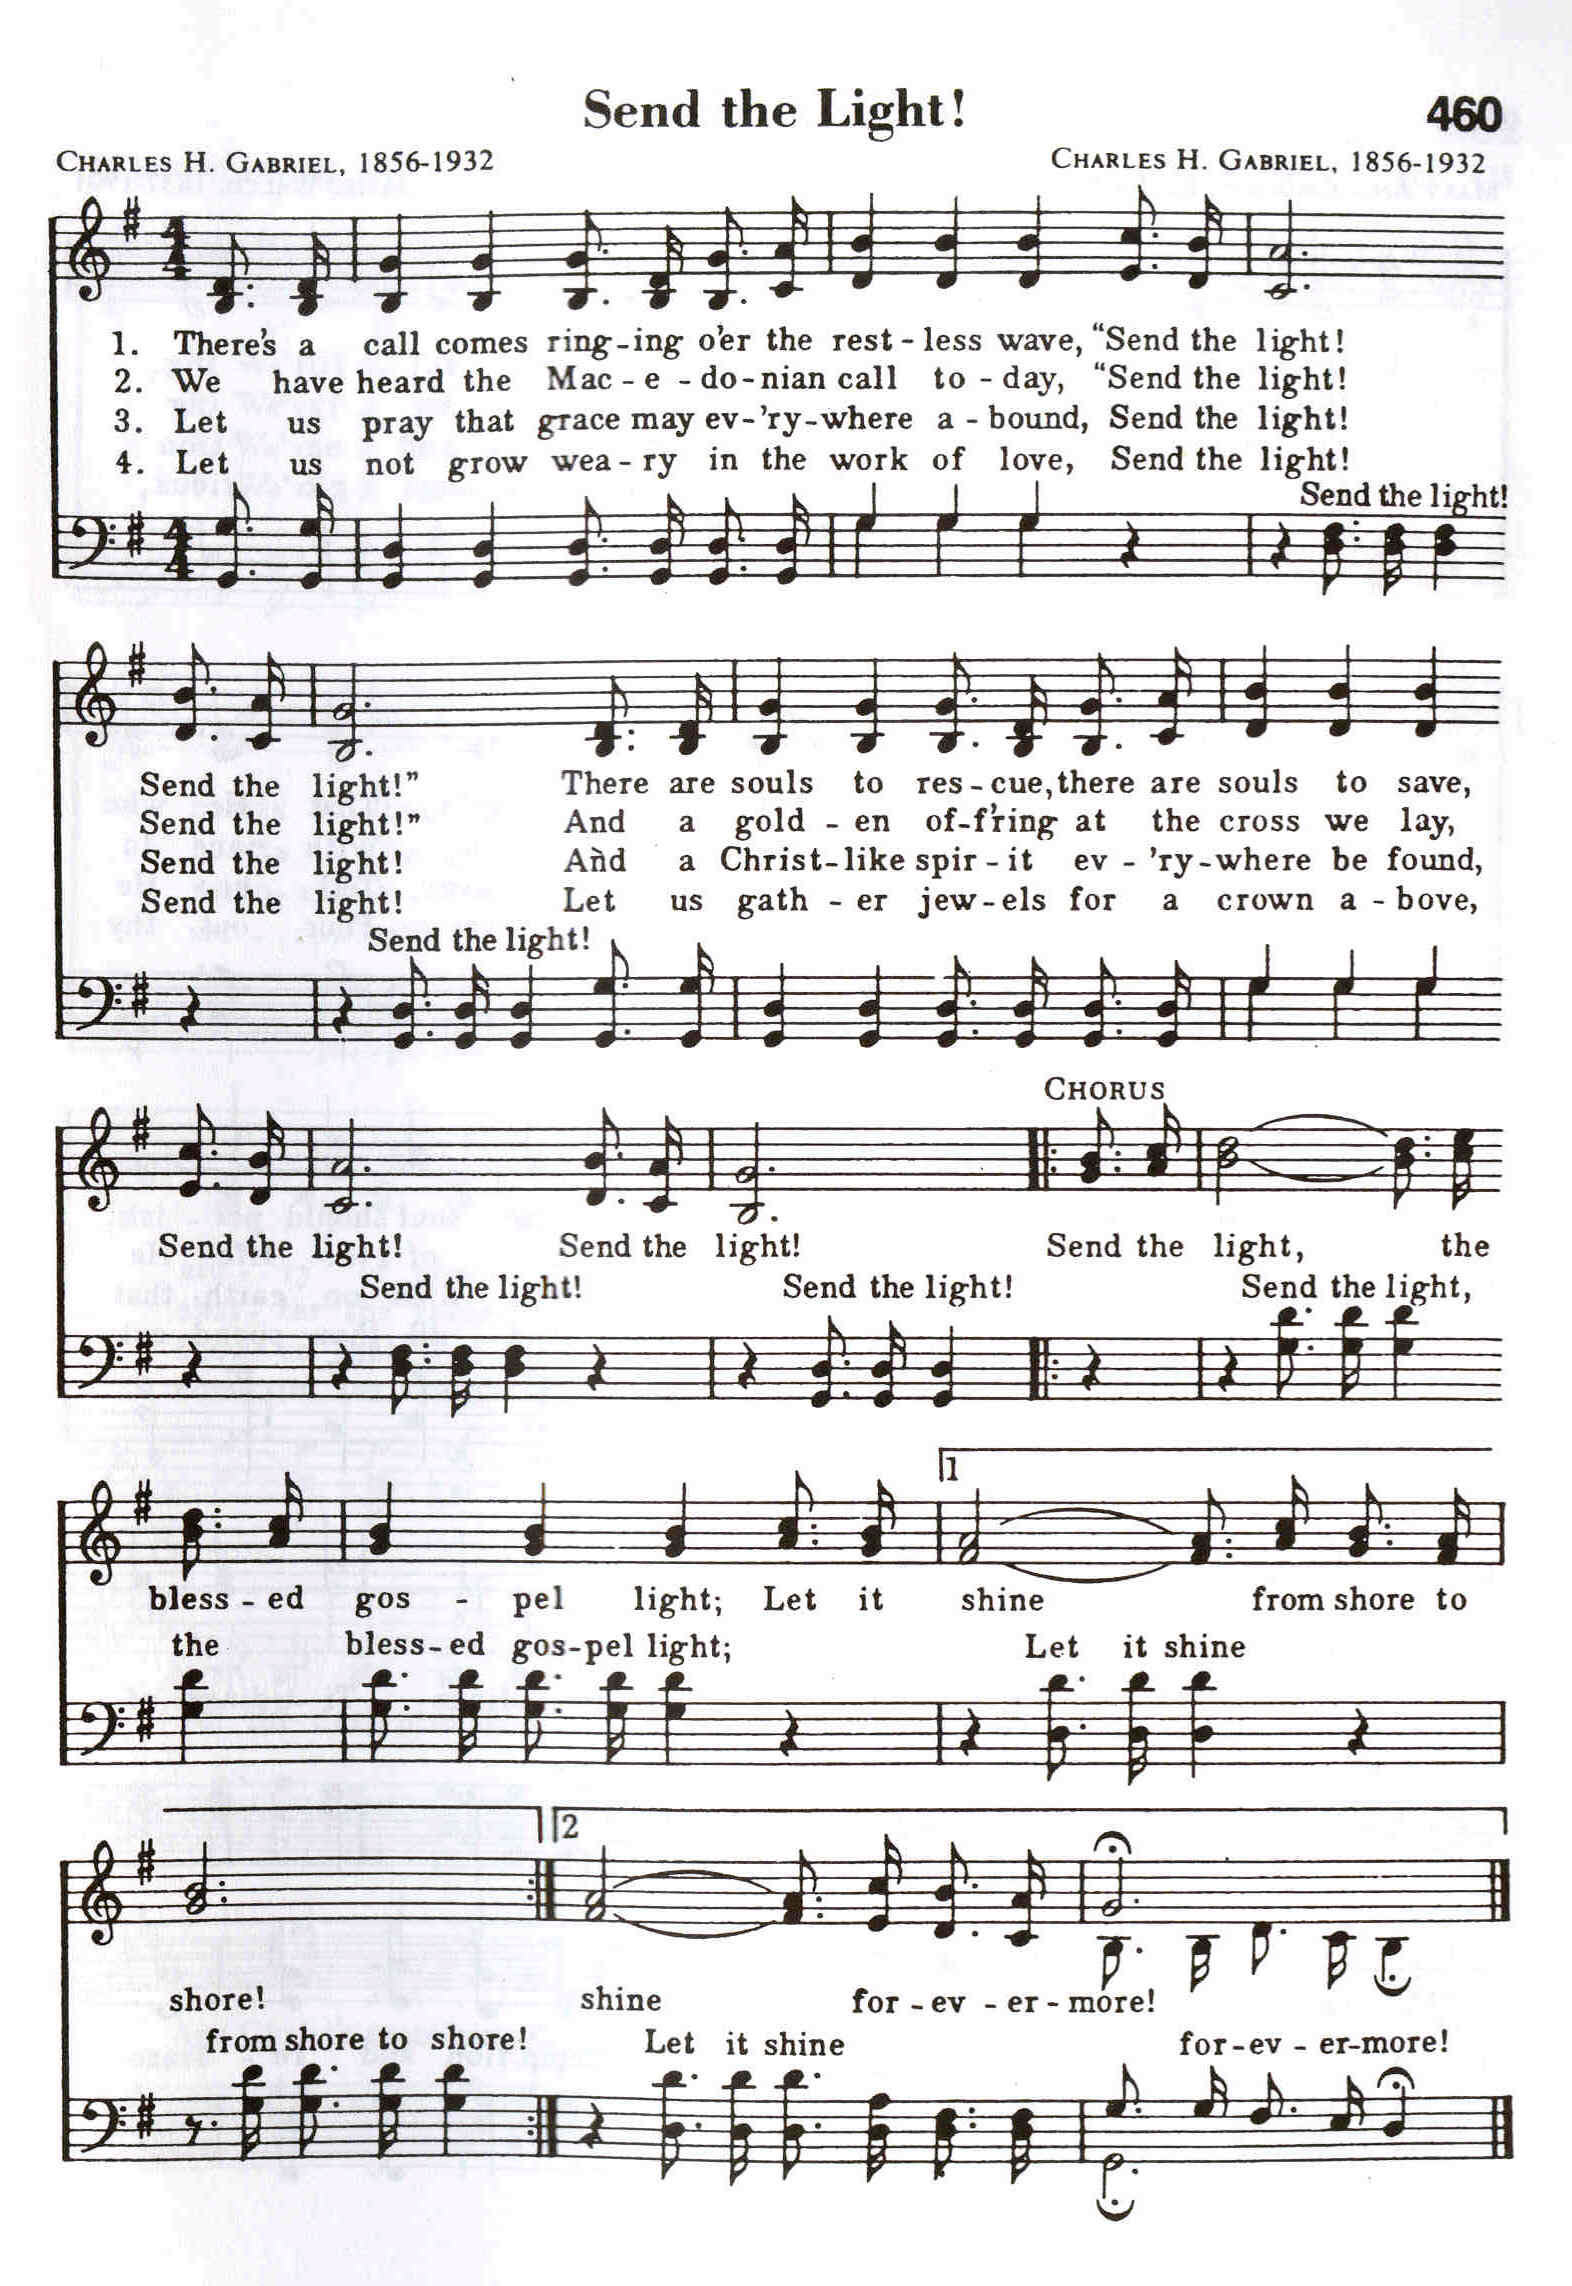 Send the Light!
460
CHARLES H. GABRIEL, 1856-1932
CHARLES H. GABRIEL, 1856-1932
1. There's a call comes ring-ing o'er the rest-less wave, "Send the light!
2. We have heard the Mac-e-do-nian call to-day, "Send the light!
3. Let us pray that grace may ev-'ry-where a-bound, Send the light!
4. Let us not grow wea-ry in the work of love, Send the light!
Send the light!
Send the light!" There are souls to res-cue, there are souls to save,
Send the light!" And a gold-en of-f'ring at the cross we lay,
Send the light! And a Christ-like spir-it ev-'ry-where be found,
Send the light! Let us gath-er jew-els for a crown a-bove,
Send the light!
CHORUS
Send the light! Send the light! Send the light, the
Send the light! Send the light! Send the light,
1
bless-ed gos-pel light; Let it shine from shore to
the bless-ed gos-pel light; Let it shine
2
shore! shine for-ev-er-more!
from shore to shore! Let it shine for-ev-er-more!